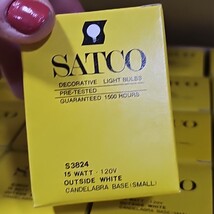 SATCO
DECORATIVE LIGHT BULBS
PRE-TESTED
GUARANTEED 1500 HOURS
S3824
15 WATT · 120V
OUTSIDE WHITE
CANDELABRA BASE (SMALL)